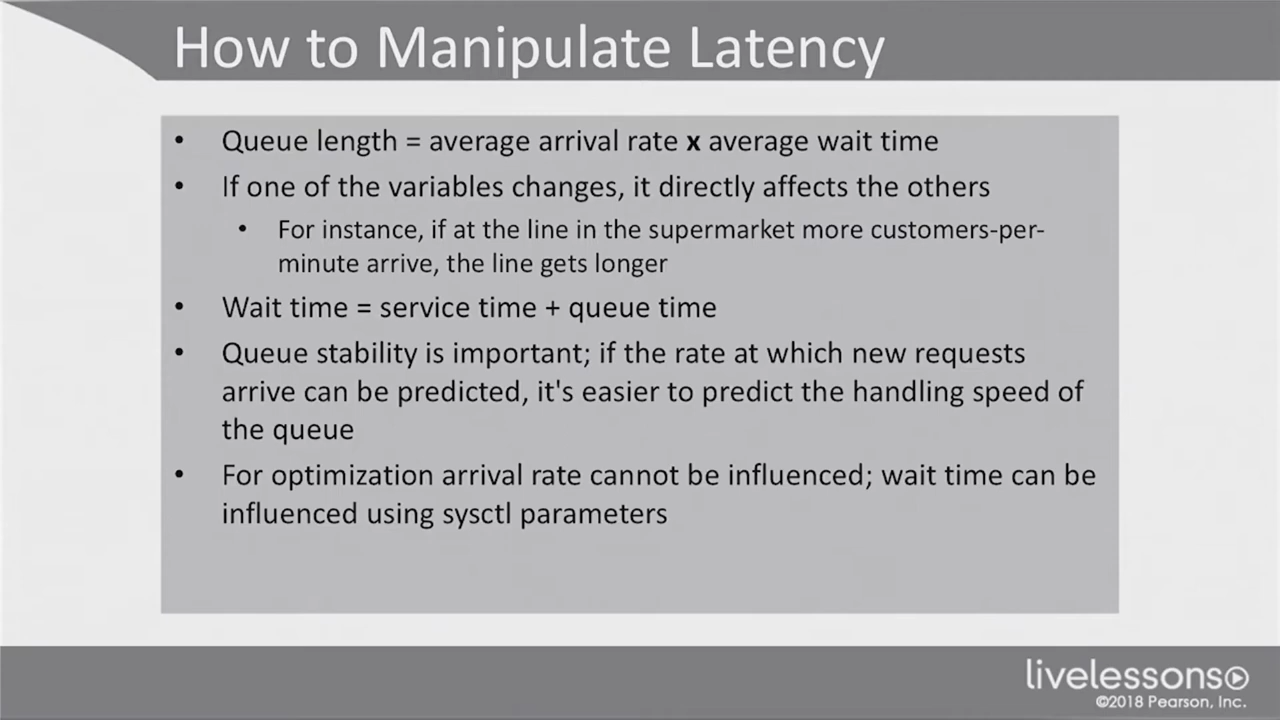 How to Manipulate Latency
• Queue length = average arrival rate x average wait time
• If one of the variables changes, it directly affects the others
• For instance, if at the line in the supermarket more customers-per-
minute arrive, the line gets longer
• Wait time = service time + queue time
• Queue stability is important; if the rate at which new requests
arrive can be predicted, it's easier to predict the handling speed of
the queue
• For optimization arrival rate cannot be influenced; wait time can be
influenced using sysctl parameters
livelessons
©2018 Pearson, Inc.